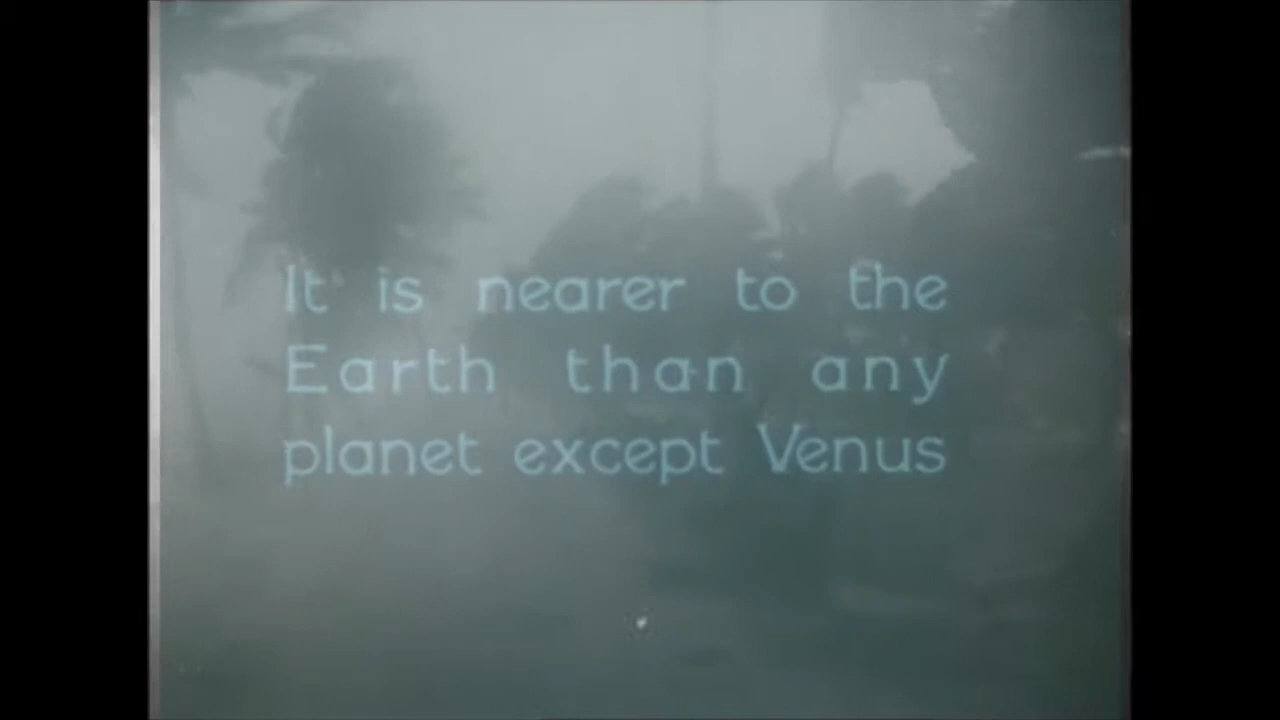 It is nearer to the
Earth than any
planet except Venus